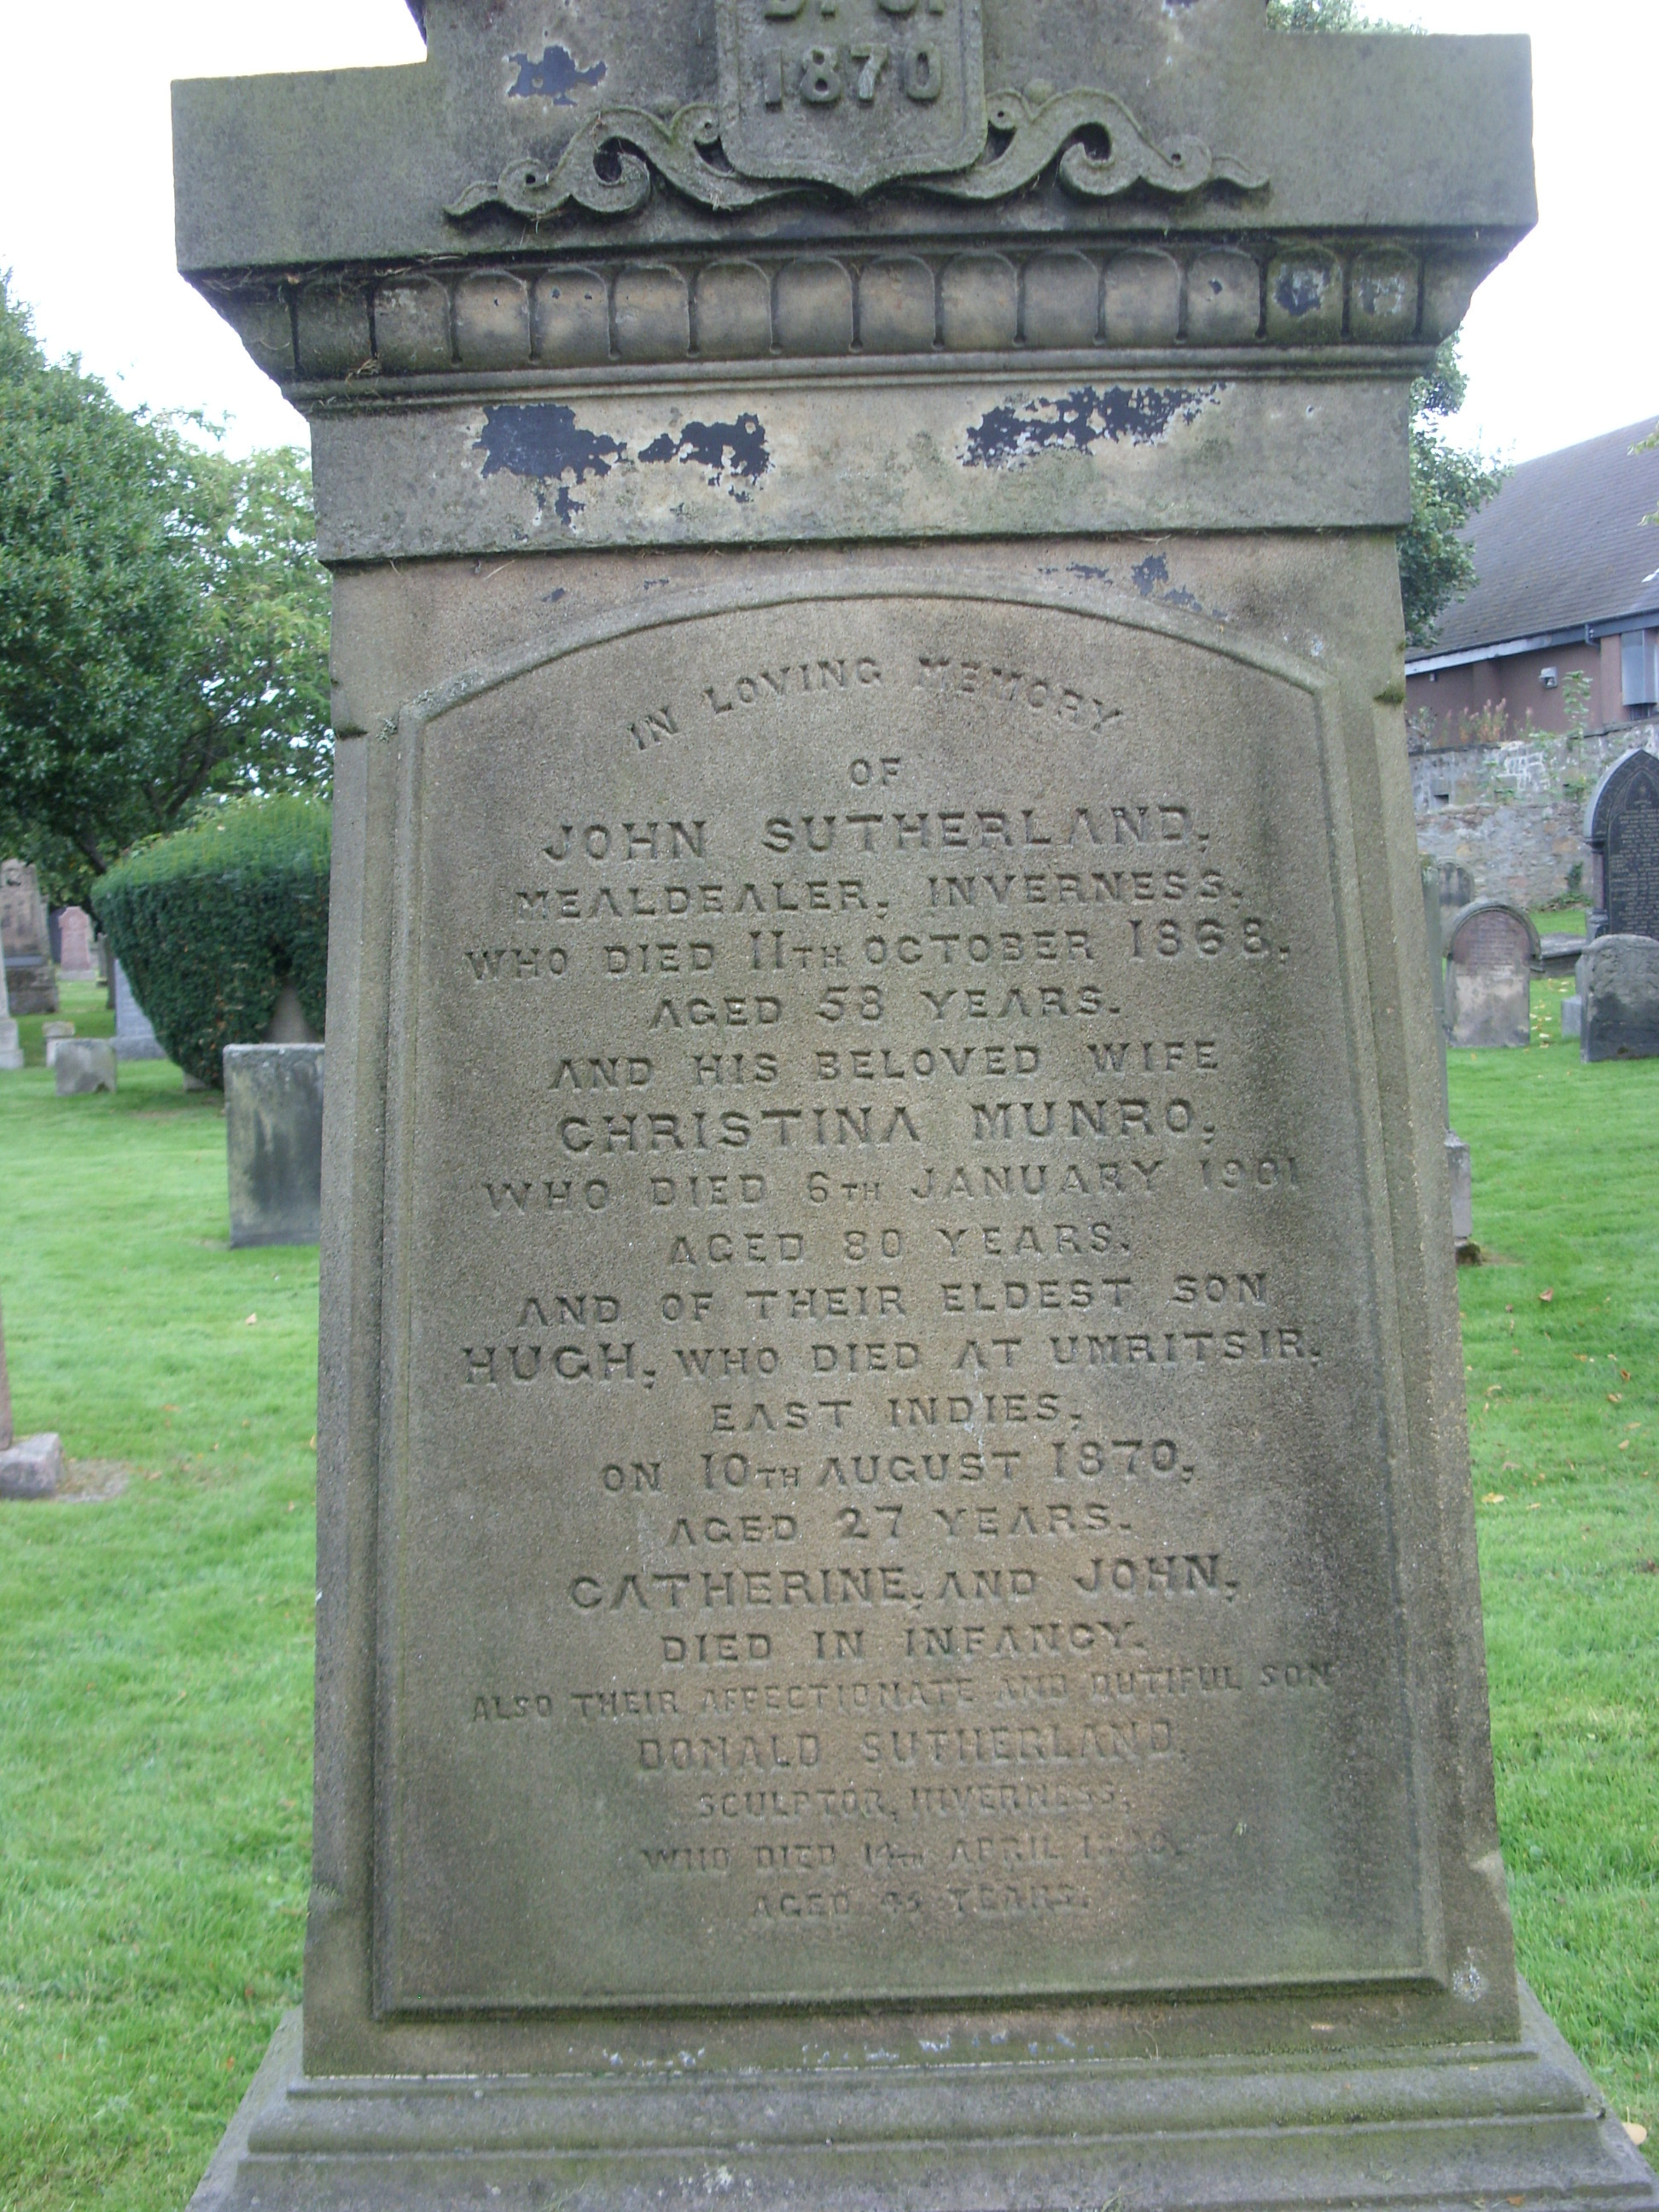 1870
IN LOVING MEMORY
OF
JOHN SUTHERLAND,
MEALDEALER, INVERNESS,
WHO DIED 11TH OCTOBER 1868,
AGED 58 YEARS.
AND HIS BELOVED WIFE
CHRISTINA MUNRO,
WHO DIED 6TH JANUARY 1901
AGED 80 YEARS.
AND OF THEIR ELDEST SON
HUGH, WHO DIED AT UMRITSIR,
EAST INDIES,
ON 10TH AUGUST 1870,
AGED 27 YEARS.
CATHERINE, AND JOHN,
DIED IN INFANCY.
ALSO THEIR AFFECTIONATE AND DUTIFUL SON
DONALD SUTHERLAND,
SCULPTOR, INVERNESS,
WHO DIED 14TH APRIL
AGED YEARS.